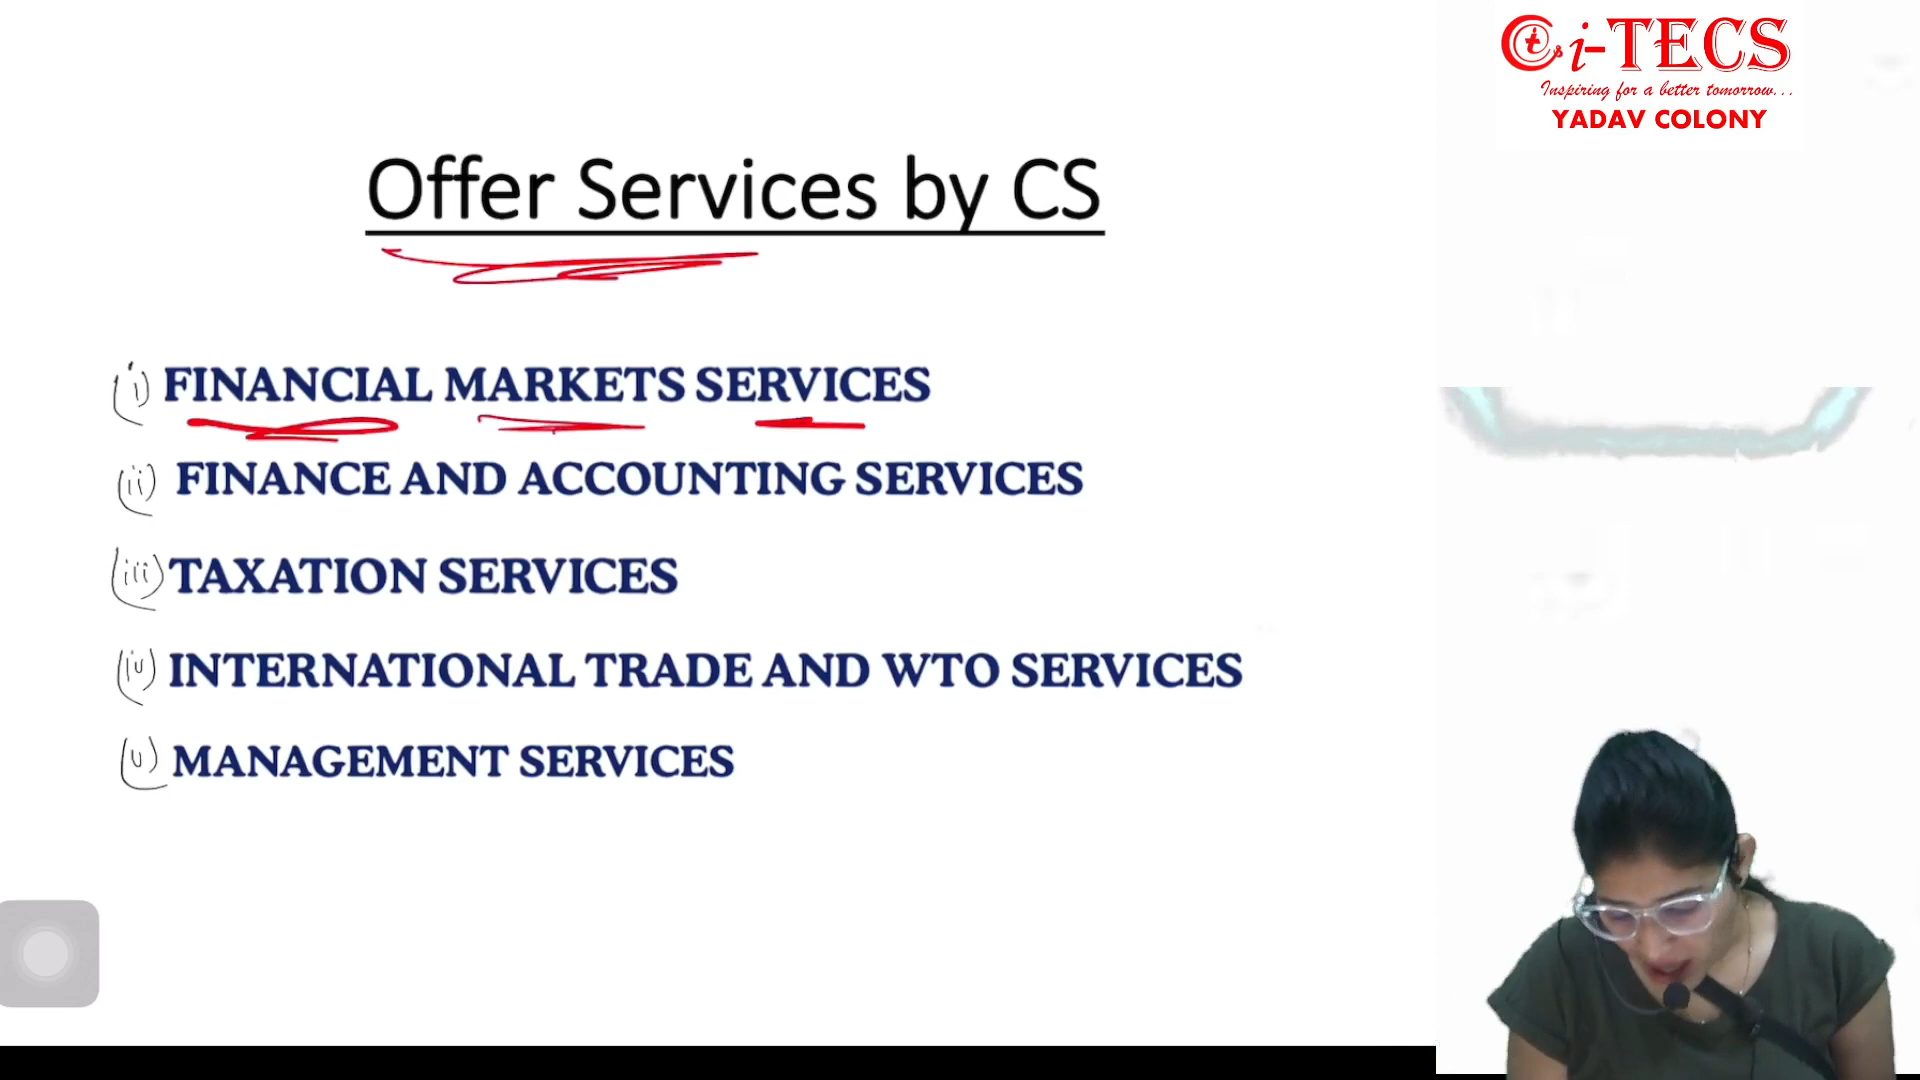 i-TECS
Inspiring for a better tomorrow...
YADAV COLONY
Offer Services by CS
(i) FINANCIAL MARKETS SERVICES
(ii) FINANCE AND ACCOUNTING SERVICES
(iii) TAXATION SERVICES
(iv) INTERNATIONAL TRADE AND WTO SERVICES
(v) MANAGEMENT SERVICES